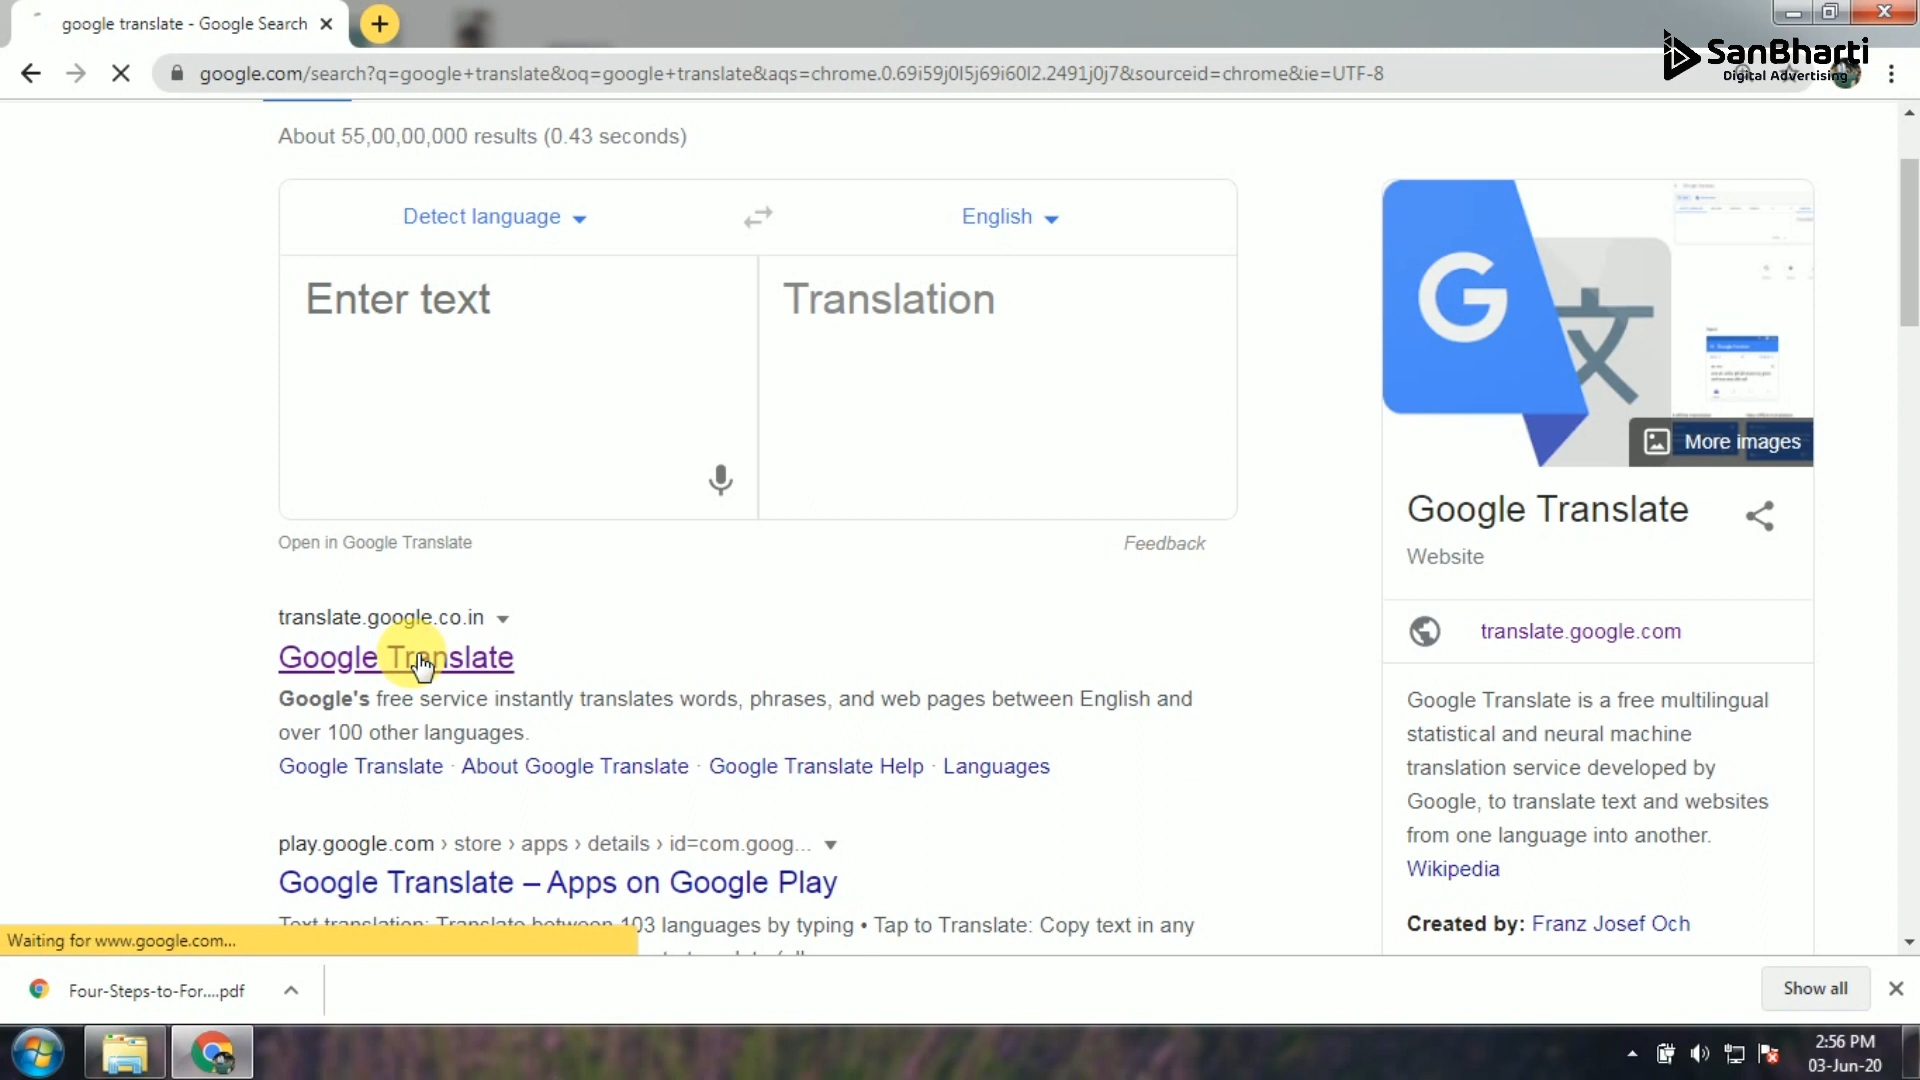 google translate - Google Search
SanBharti
Digital Advertising
google.com/search?q=google+translate&oq=google+translate&aqs=chrome.0.69i59j0l5j69i60l2.2491j0j7&sourceid=chrome&ie=UTF-8
About 55,00,00,000 results (0.43 seconds)
Detect language
English
Enter text
Translation
Open in Google Translate
Feedback
translate.google.co.in
Google Translate
Google's free service instantly translates words, phrases, and web pages between English and
over 100 other languages.
Google Translate · About Google Translate · Google Translate Help · Languages
play.google.com › store › apps › details › id=com.goog...
Google Translate – Apps on Google Play
Text translation: Translate between 103 languages by typing • Tap to Translate: Copy text in any
More images
Google Translate
Website
translate.google.com
Google Translate is a free multilingual
statistical and neural machine
translation service developed by
Google, to translate text and websites
from one language into another.
Wikipedia
Created by: Franz Josef Och
Waiting for www.google.com...
Four-Steps-to-For....pdf
Show all
2:56 PM
03-Jun-20